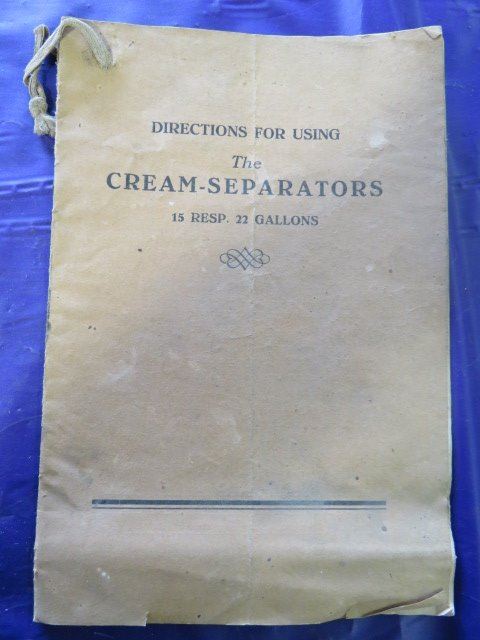 DIRECTIONS FOR USING
The
CREAM-SEPARATORS
15 RESP. 22 GALLONS